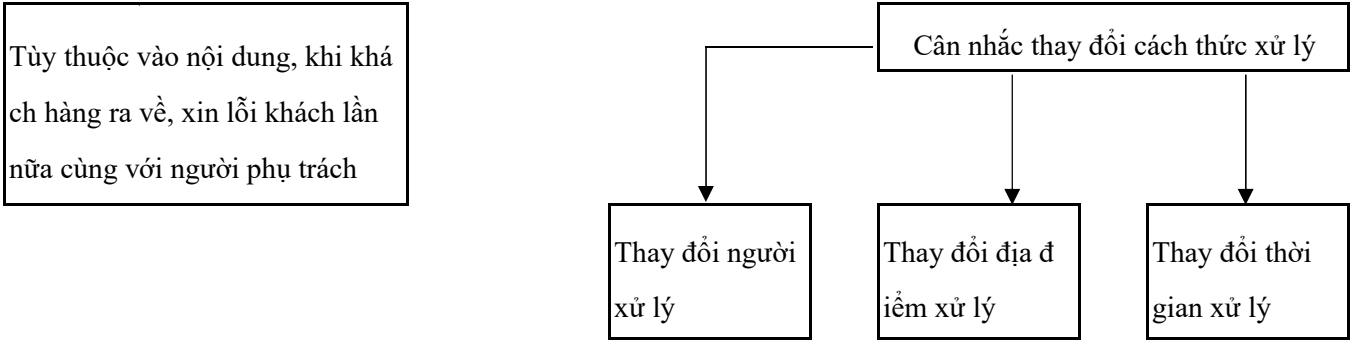 Tùy thuộc vào nội dung, khi khá
ch hàng ra về, xin lỗi khách lần
nữa cùng với người phụ trách
Cân nhắc thay đổi cách thức xử lý
Thay đổi người
xử lý
Thay đổi địa đ
iểm xử lý
Thay đổi thời
gian xử lý